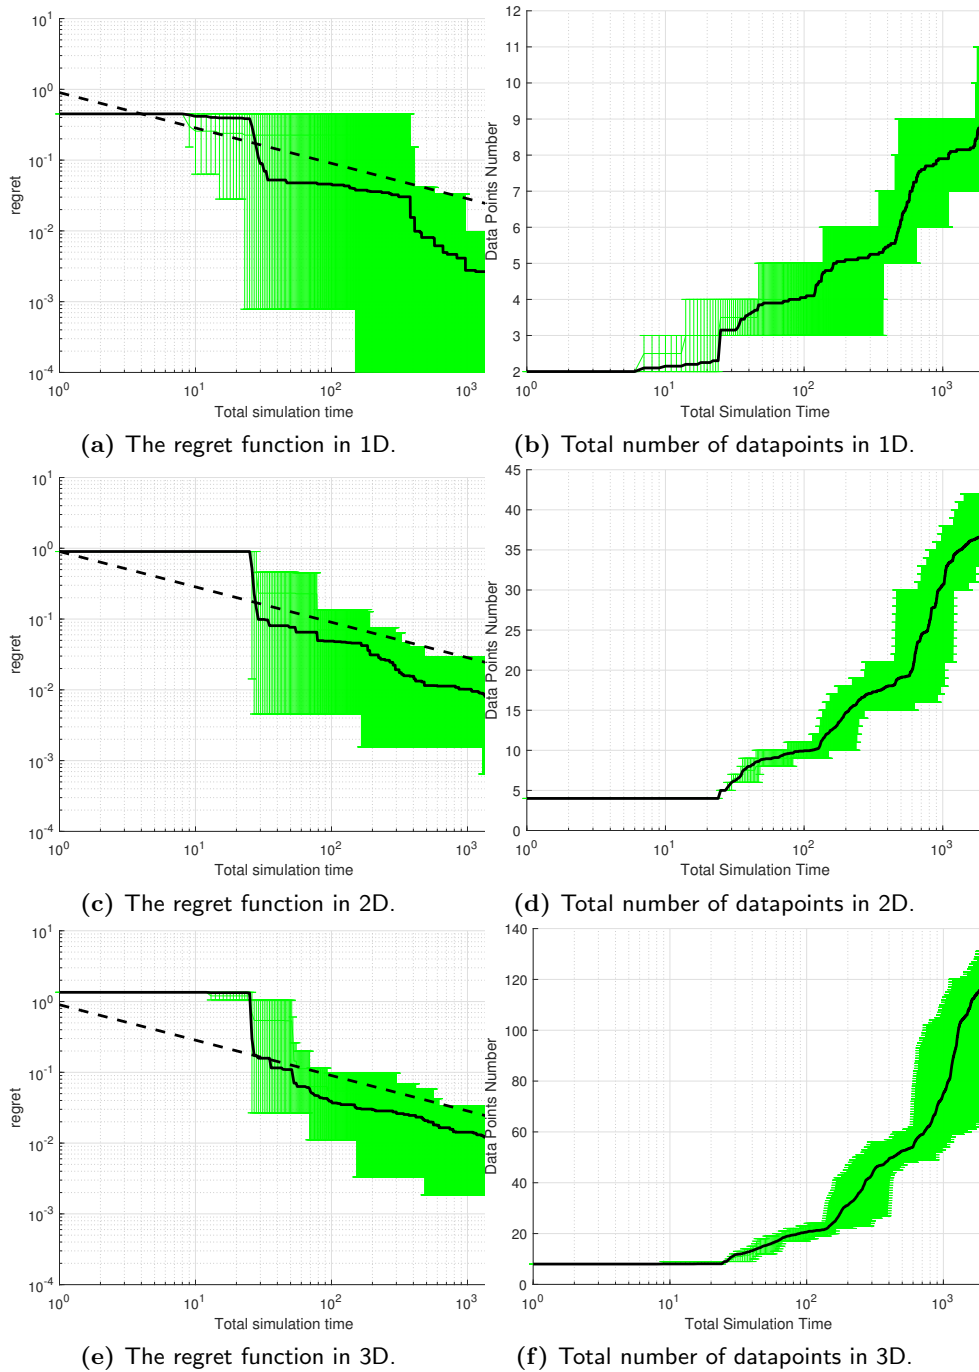 10^1
10^0
10^-1
10^-2
10^-3
10^-4
regret
10^0 10^1 10^2 10^3
Total simulation time
12
11
10
9
8
7
6
5
4
3
2
Data Points Number
10^0 10^1 10^2 10^3
Total Simulation Time
(a) The regret function in 1D.
(b) Total number of datapoints in 1D.
10^1
10^0
10^-1
10^-2
10^-3
10^-4
regret
10^0 10^1 10^2 10^3
Total simulation time
45
40
35
30
25
20
15
10
5
0
Data Points Number
10^0 10^1 10^2 10^3
Total Simulation Time
(c) The regret function in 2D.
(d) Total number of datapoints in 2D.
10^1
10^0
10^-1
10^-2
10^-3
10^-4
regret
10^0 10^1 10^2 10^3
Total simulation time
140
120
100
80
60
40
20
0
Data Points Number
10^0 10^1 10^2 10^3
Total Simulation Time
(e) The regret function in 3D.
(f) Total number of datapoints in 3D.